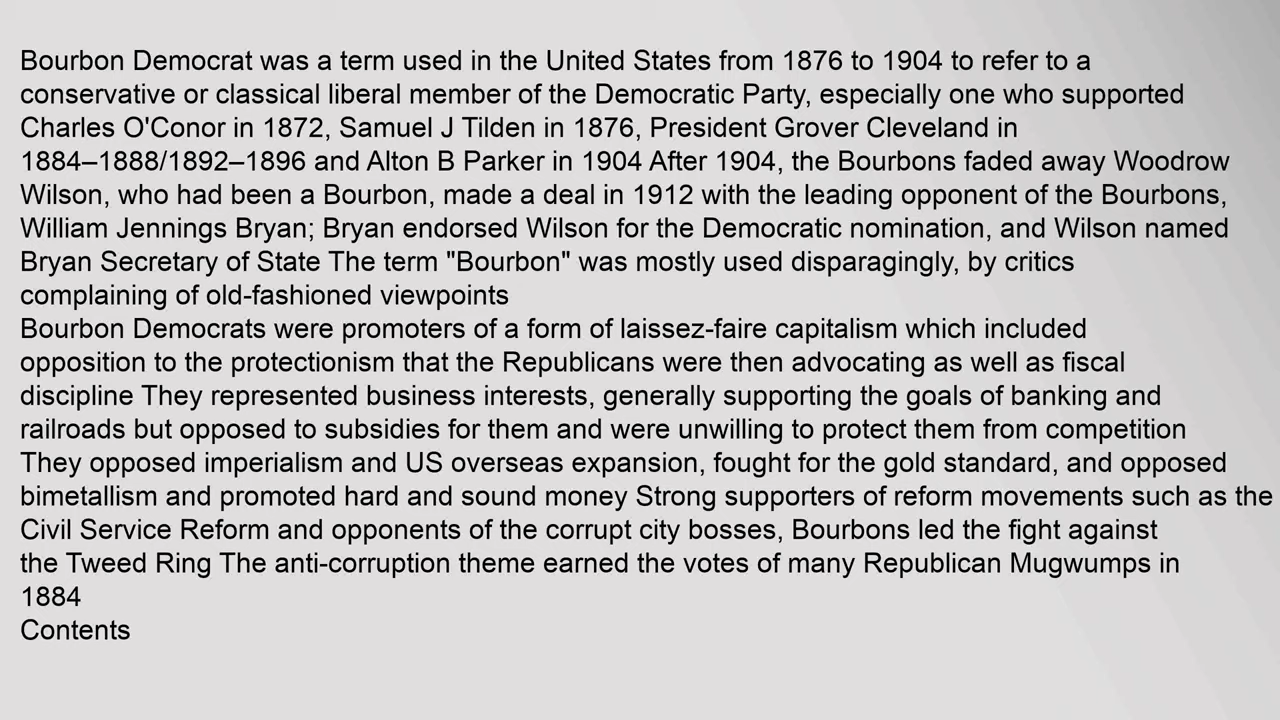 Bourbon Democrat was a term used in the United States from 1876 to 1904 to refer to a
conservative or classical liberal member of the Democratic Party, especially one who supported
Charles O'Conor in 1872, Samuel J Tilden in 1876, President Grover Cleveland in
1884–1888/1892–1896 and Alton B Parker in 1904 After 1904, the Bourbons faded away Woodrow
Wilson, who had been a Bourbon, made a deal in 1912 with the leading opponent of the Bourbons,
William Jennings Bryan; Bryan endorsed Wilson for the Democratic nomination, and Wilson named
Bryan Secretary of State The term "Bourbon" was mostly used disparagingly, by critics
complaining of old-fashioned viewpoints
Bourbon Democrats were promoters of a form of laissez-faire capitalism which included
opposition to the protectionism that the Republicans were then advocating as well as fiscal
discipline They represented business interests, generally supporting the goals of banking and
railroads but opposed to subsidies for them and were unwilling to protect them from competition
They opposed imperialism and US overseas expansion, fought for the gold standard, and opposed
bimetallism and promoted hard and sound money Strong supporters of reform movements such as the
Civil Service Reform and opponents of the corrupt city bosses, Bourbons led the fight against
the Tweed Ring The anti-corruption theme earned the votes of many Republican Mugwumps in
1884
Contents